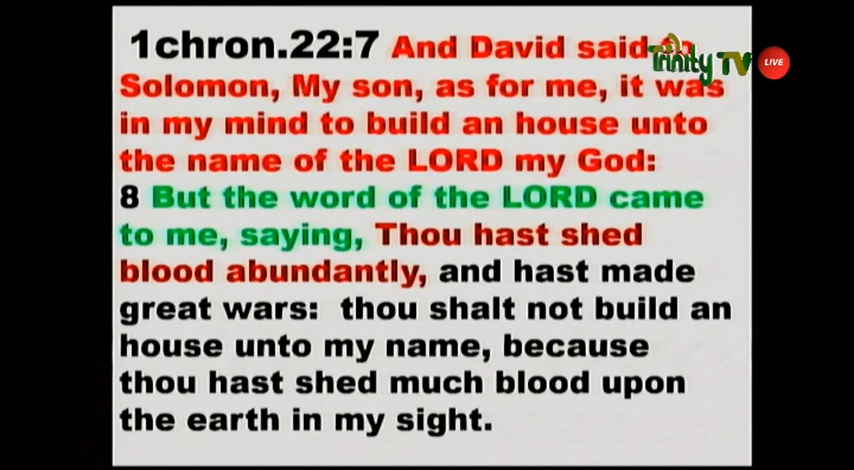 1chron.22:7 And David said to
Trinity TV LIVE
Solomon, My son, as for me, it was
in my mind to build an house unto
the name of the LORD my God:
8 But the word of the LORD came
to me, saying, Thou hast shed
blood abundantly, and hast made
great wars: thou shalt not build an
house unto my name, because
thou hast shed much blood upon
the earth in my sight.